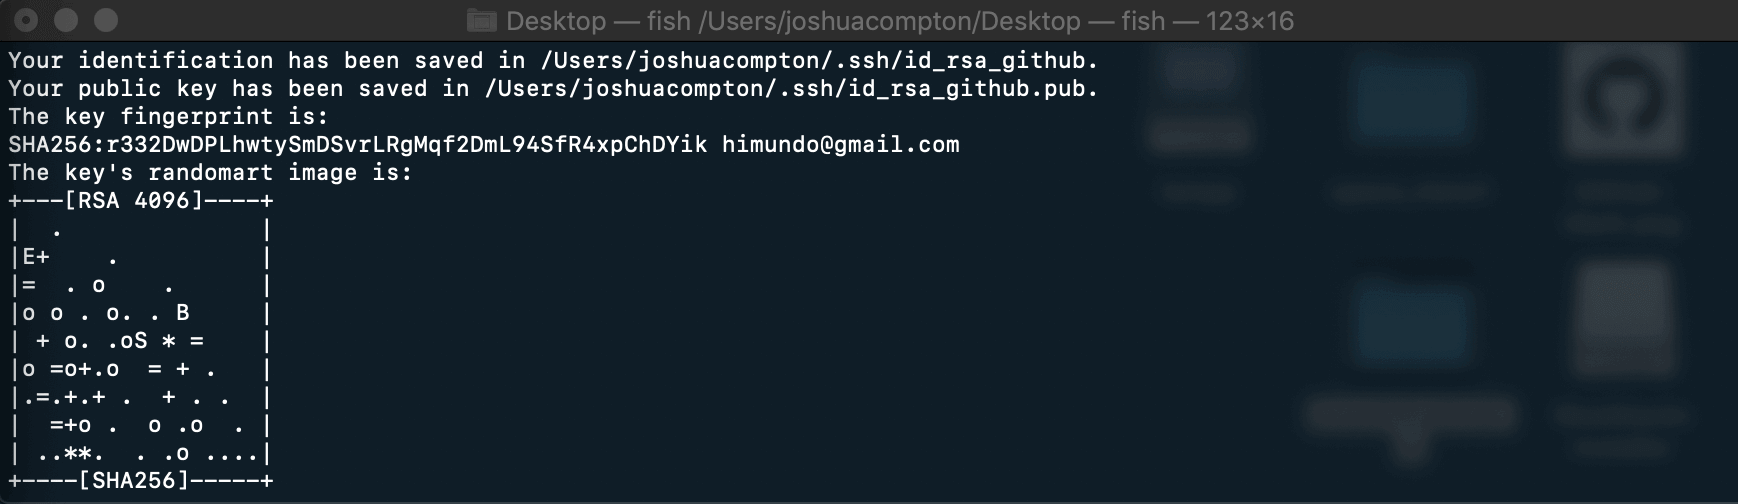 Desktop — fish /Users/joshuacompton/Desktop — fish — 123×16
Your identification has been saved in /Users/joshuacompton/.ssh/id_rsa_github.
Your public key has been saved in /Users/joshuacompton/.ssh/id_rsa_github.pub.
The key fingerprint is:
SHA256:r332DwDPLhwtySmDSvrLRgMqf2DmL94SfR4xpChDYik himundo@gmail.com
The key's randomart image is:
+---[RSA 4096]----+
|  .              |
|E+    .          |
|=  . o    .      |
|o o . o. . B     |
| + o. .oS * =    |
|o =o+.o  = + .   |
|.=.+.+ .  + . .  |
|  =+o .  o .o  . |
| ..**.  . .o ....|
+----[SHA256]-----+